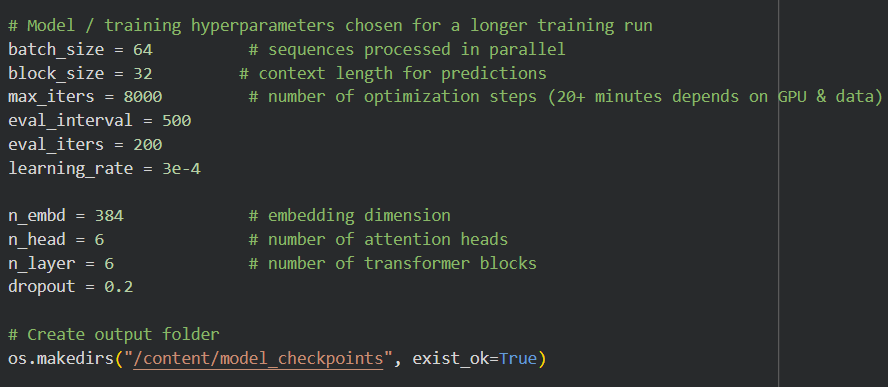 # Model / training hyperparameters chosen for a longer training run
batch_size = 64          # sequences processed in parallel
block_size = 32         # context length for predictions
max_iters = 8000         # number of optimization steps (20+ minutes depends on GPU & data)
eval_interval = 500
eval_iters = 200
learning_rate = 3e-4

n_embd = 384             # embedding dimension
n_head = 6               # number of attention heads
n_layer = 6              # number of transformer blocks
dropout = 0.2

# Create output folder
os.makedirs("/content/model_checkpoints", exist_ok=True)